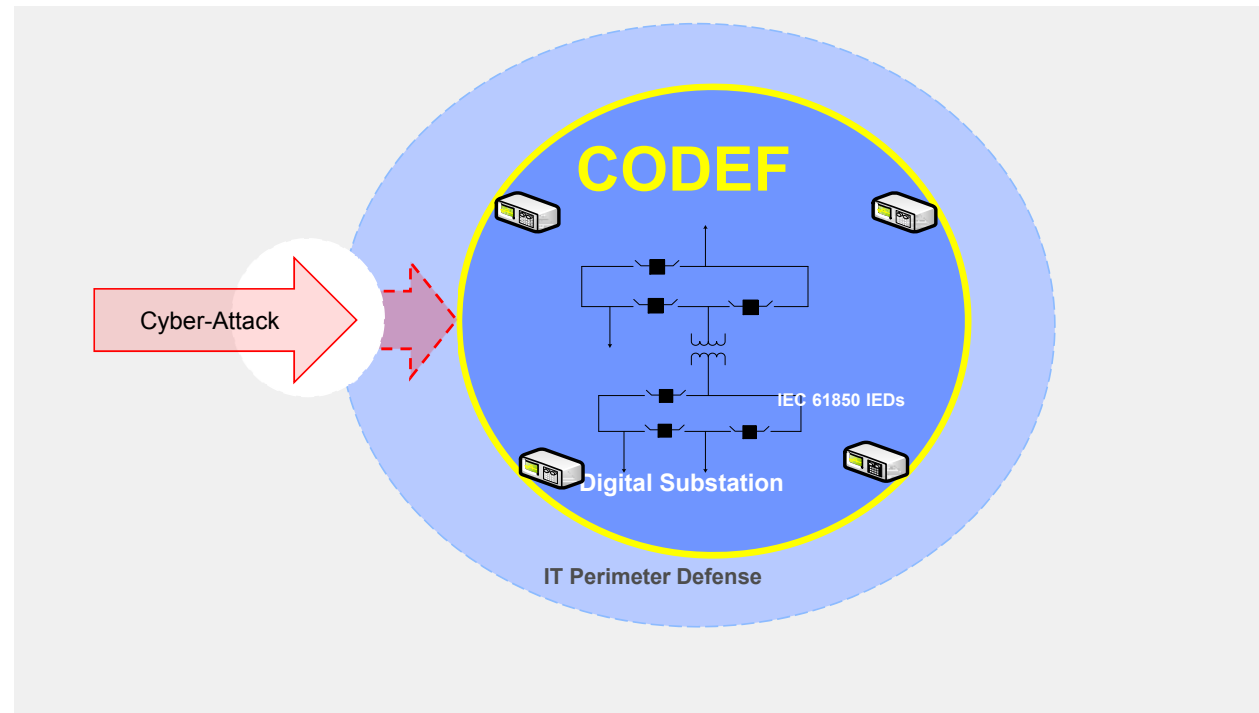 CODEF
Cyber-Attack
IEC 61850 IEDs
Digital Substation
IT Perimeter Defense